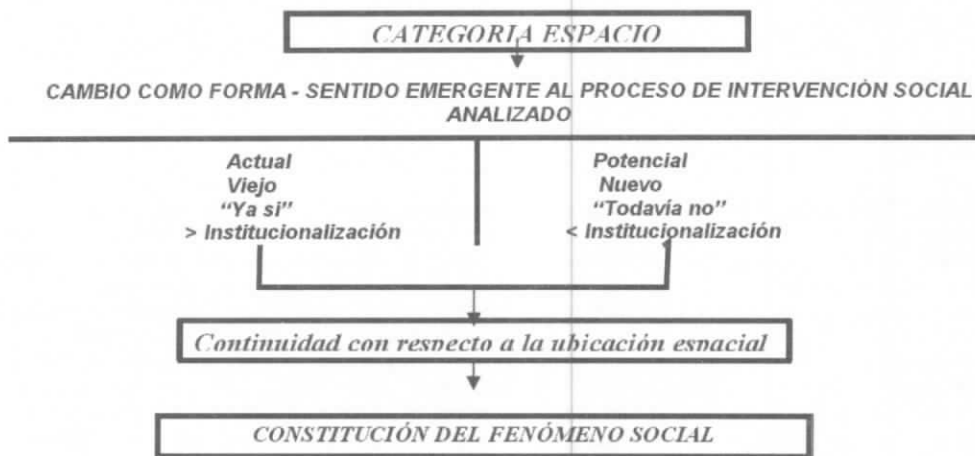 CATEGORIA ESPACIO
CAMBIO COMO FORMA - SENTIDO EMERGENTE AL PROCESO DE INTERVENCIÓN SOCIAL
ANALIZADO
Actual
Viejo
"Ya si"
> Institucionalización
Potencial
Nuevo
"Todavía no"
< Institucionalización
Continuidad con respecto a la ubicación espacial
CONSTITUCIÓN DEL FENÓMENO SOCIAL